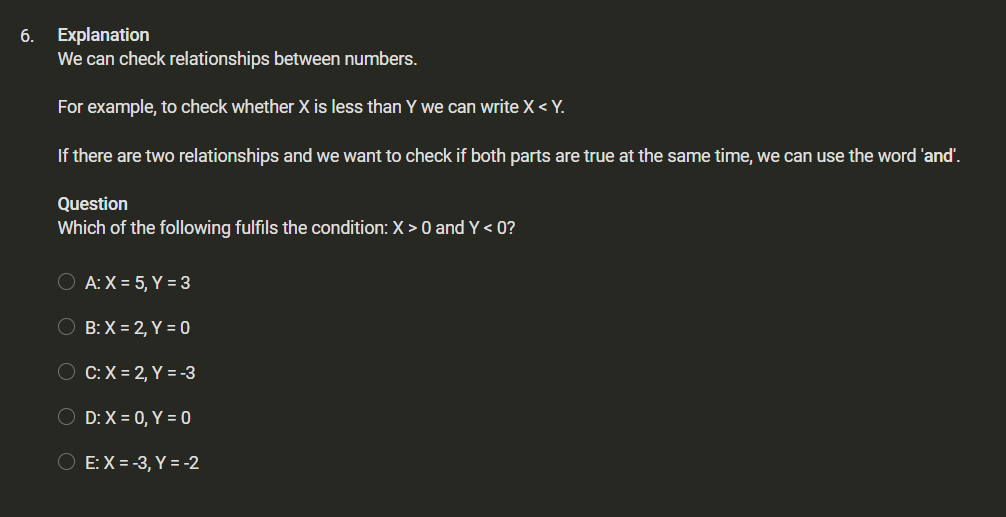 6. Explanation
We can check relationships between numbers.
For example, to check whether X is less than Y we can write X < Y.
If there are two relationships and we want to check if both parts are true at the same time, we can use the word 'and'.
Question
Which of the following fulfils the condition: X > 0 and Y < 0?
A: X = 5, Y = 3
B: X = 2, Y = 0
C: X = 2, Y = -3
D: X = 0, Y = 0
E: X = -3, Y = -2